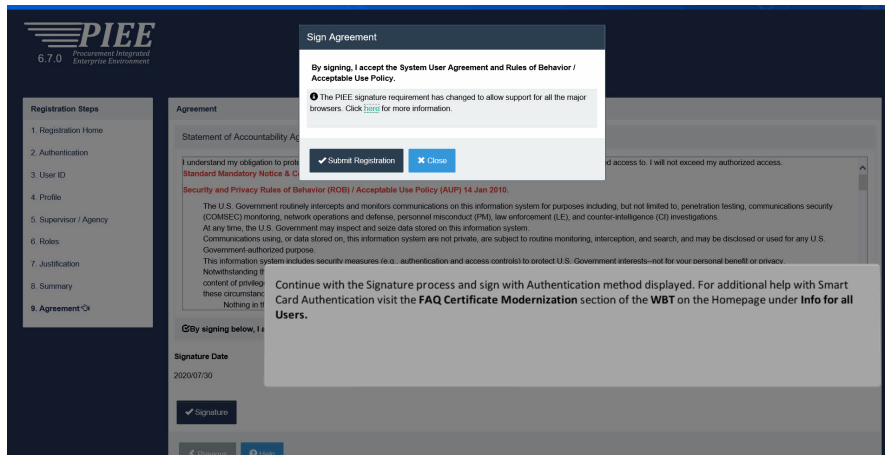 PIEE
6.7.0 Procurement Integrated
Enterprise Environment
Sign Agreement
By signing, I accept the System User Agreement and Rules of Behavior /
Acceptable Use Policy.
The PIEE signature requirement has changed to allow support for all the major
browsers. Click here for more information.
Submit Registration
Close
Registration Steps
1. Registration Home
2. Authentication
3. User ID
4. Profile
5. Supervisor / Agency
6. Roles
7. Justification
8. Summary
9. Agreement
Agreement
Statement of Accountability Ag
I understand my obligation to prote
ed access to. I will not exceed my authorized access.
Standard Mandatory Notice & C
Security and Privacy Rules of Behavior (ROB) / Acceptable Use Policy (AUP) 14 Jan 2010.
The U.S. Government routinely intercepts and monitors communications on this information system for purposes including, but not limited to, penetration testing, communications security
(COMSEC) monitoring, network operations and defense, personnel misconduct (PM), law enforcement (LE), and counter-intelligence (CI) investigations.
At any time, the U.S. Government may inspect and seize data stored on this information system.
Communications using, or data stored on, this information system are not private, are subject to routine monitoring, interception, and search, and may be disclosed or used for any U.S.
Government-authorized purpose.
This information system includes security measures (e.g., authentication and access controls) to protect U.S. Government interests--not for your personal benefit or privacy.
Notwithstanding th
content of privileg
these circumstanc
Nothing in th
Continue with the Signature process and sign with Authentication method displayed. For additional help with Smart
Card Authentication visit the FAQ Certificate Modernization section of the WBT on the Homepage under Info for all
Users.
By signing below, I a
Signature Date
2020/07/30
Signature
Previous
Help